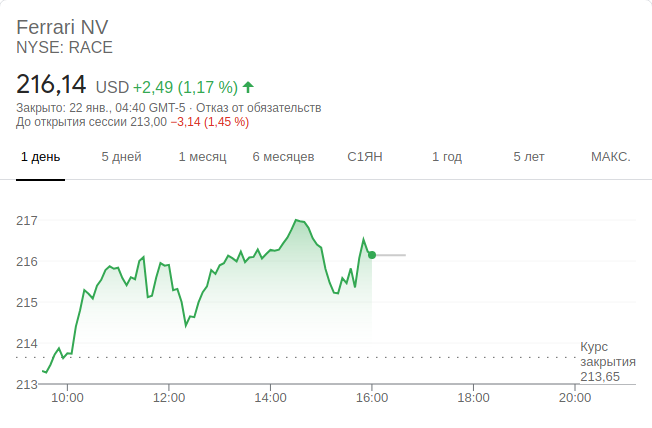 Ferrari NV
NYSE: RACE
216,14 USD +2,49 (1,17 %)
Закрыто: 22 янв., 04:40 GMT-5 · Отказ от обязательств
До открытия сессии 213,00 −3,14 (1,45 %)
1 день 5 дней 1 месяц 6 месяцев С1ЯН 1 год 5 лет МАКС.
217
216
215
214
213
Курс
закрытия
213,65
10:00 12:00 14:00 16:00 18:00 20:00